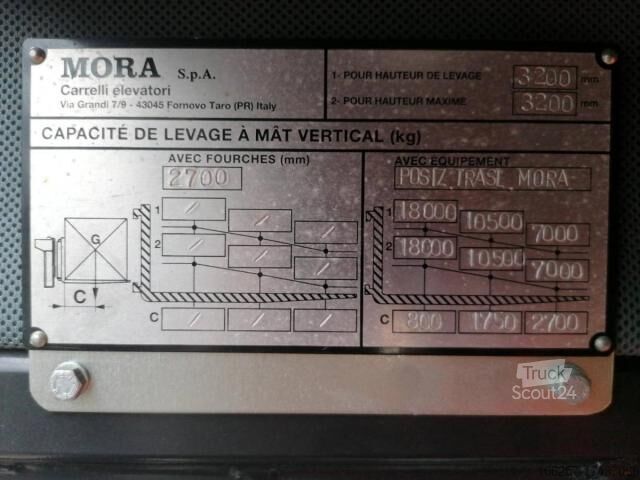 MORA S.p.A.
Carrelli elevatori
Via Grandi 7/9 - 43045 Fornovo Taro (PR) Italy
1- POUR HAUTEUR DE LEVAGE 3200 mm
2- POUR HAUTEUR MAXIME 3200 mm
CAPACITÉ DE LEVAGE À MÂT VERTICAL (kg)
AVEC FOURCHES (mm)
2700
1 / / /
2 / / /
G
C
C / / /
AVEC EQUIPEMENT
POSIZ.TRASL.MORA
1 18000 10500 7000
2 18000 10500 7000
C 800 1750 2700
Truck
Scout24